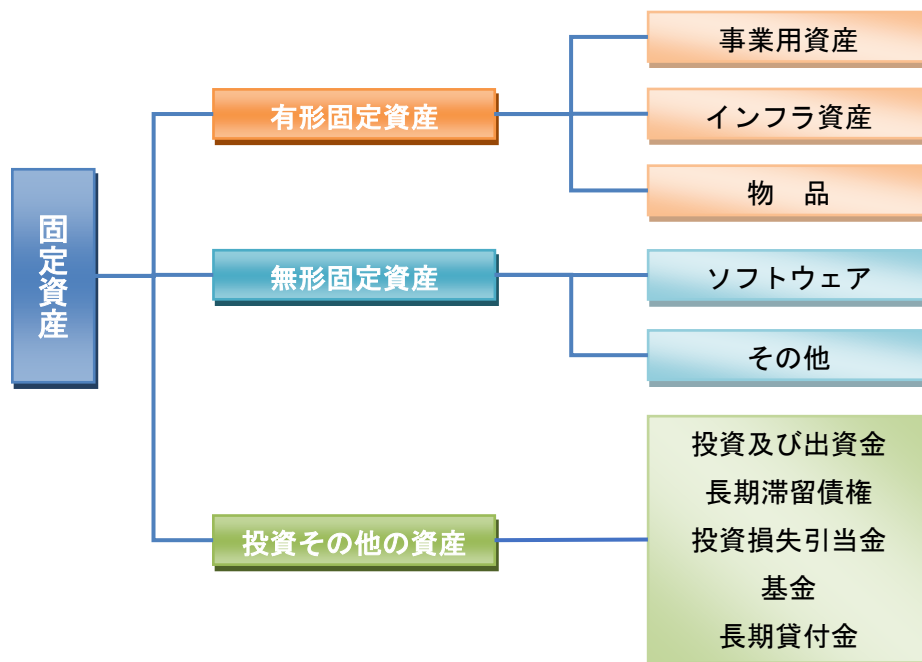 固定資産
有形固定資産
事業用資産
インフラ資産
物　品
無形固定資産
ソフトウェア
その他
投資その他の資産
投資及び出資金
長期滞留債権
投資損失引当金
基金
長期貸付金